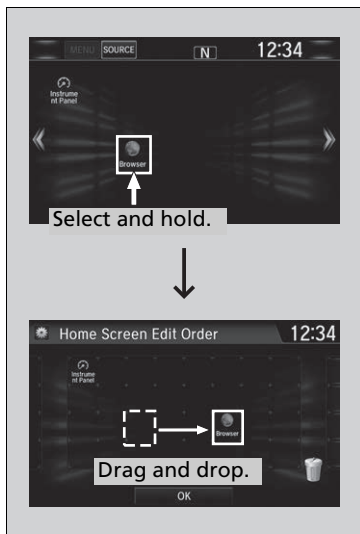 MENU SOURCE N 12:34
Instrume
nt Panel
Browser
Select and hold.
Home Screen Edit Order 12:34
Instrume
nt Panel
Browser
Drag and drop.
OK